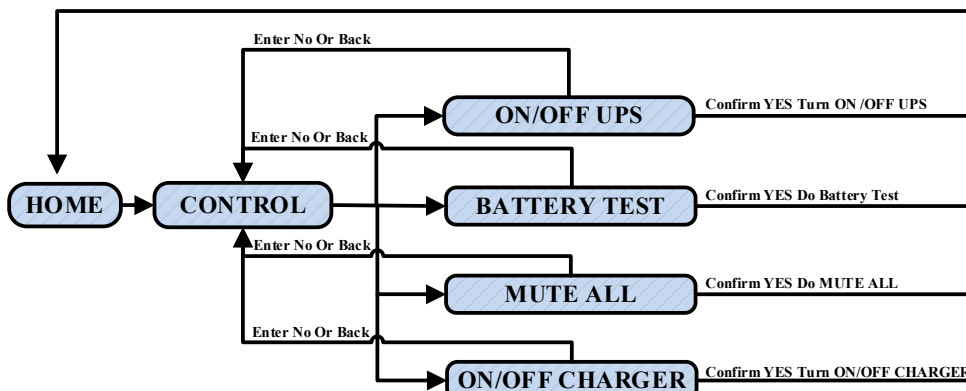 Enter No Or Back
ON/OFF UPS
Confirm YES Turn ON /OFF UPS
Enter No Or Back
HOME
CONTROL
BATTERY TEST
Confirm YES Do Battery Test
Enter No Or Back
MUTE ALL
Confirm YES Do MUTE ALL
Enter No Or Back
ON/OFF CHARGER
Confirm YES Turn ON/OFF CHARGER